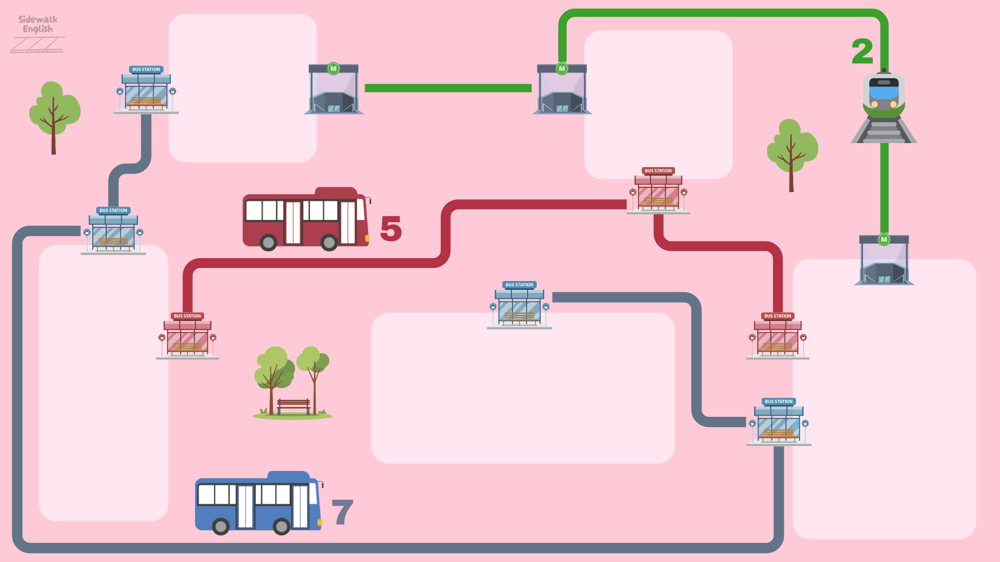 Sidewalk
English
2
BUS STATION
M
M
BUS STATION
BUS STATION
5
M
BUS STATION
BUS STATION
BUS STATION
BUS STATION
7